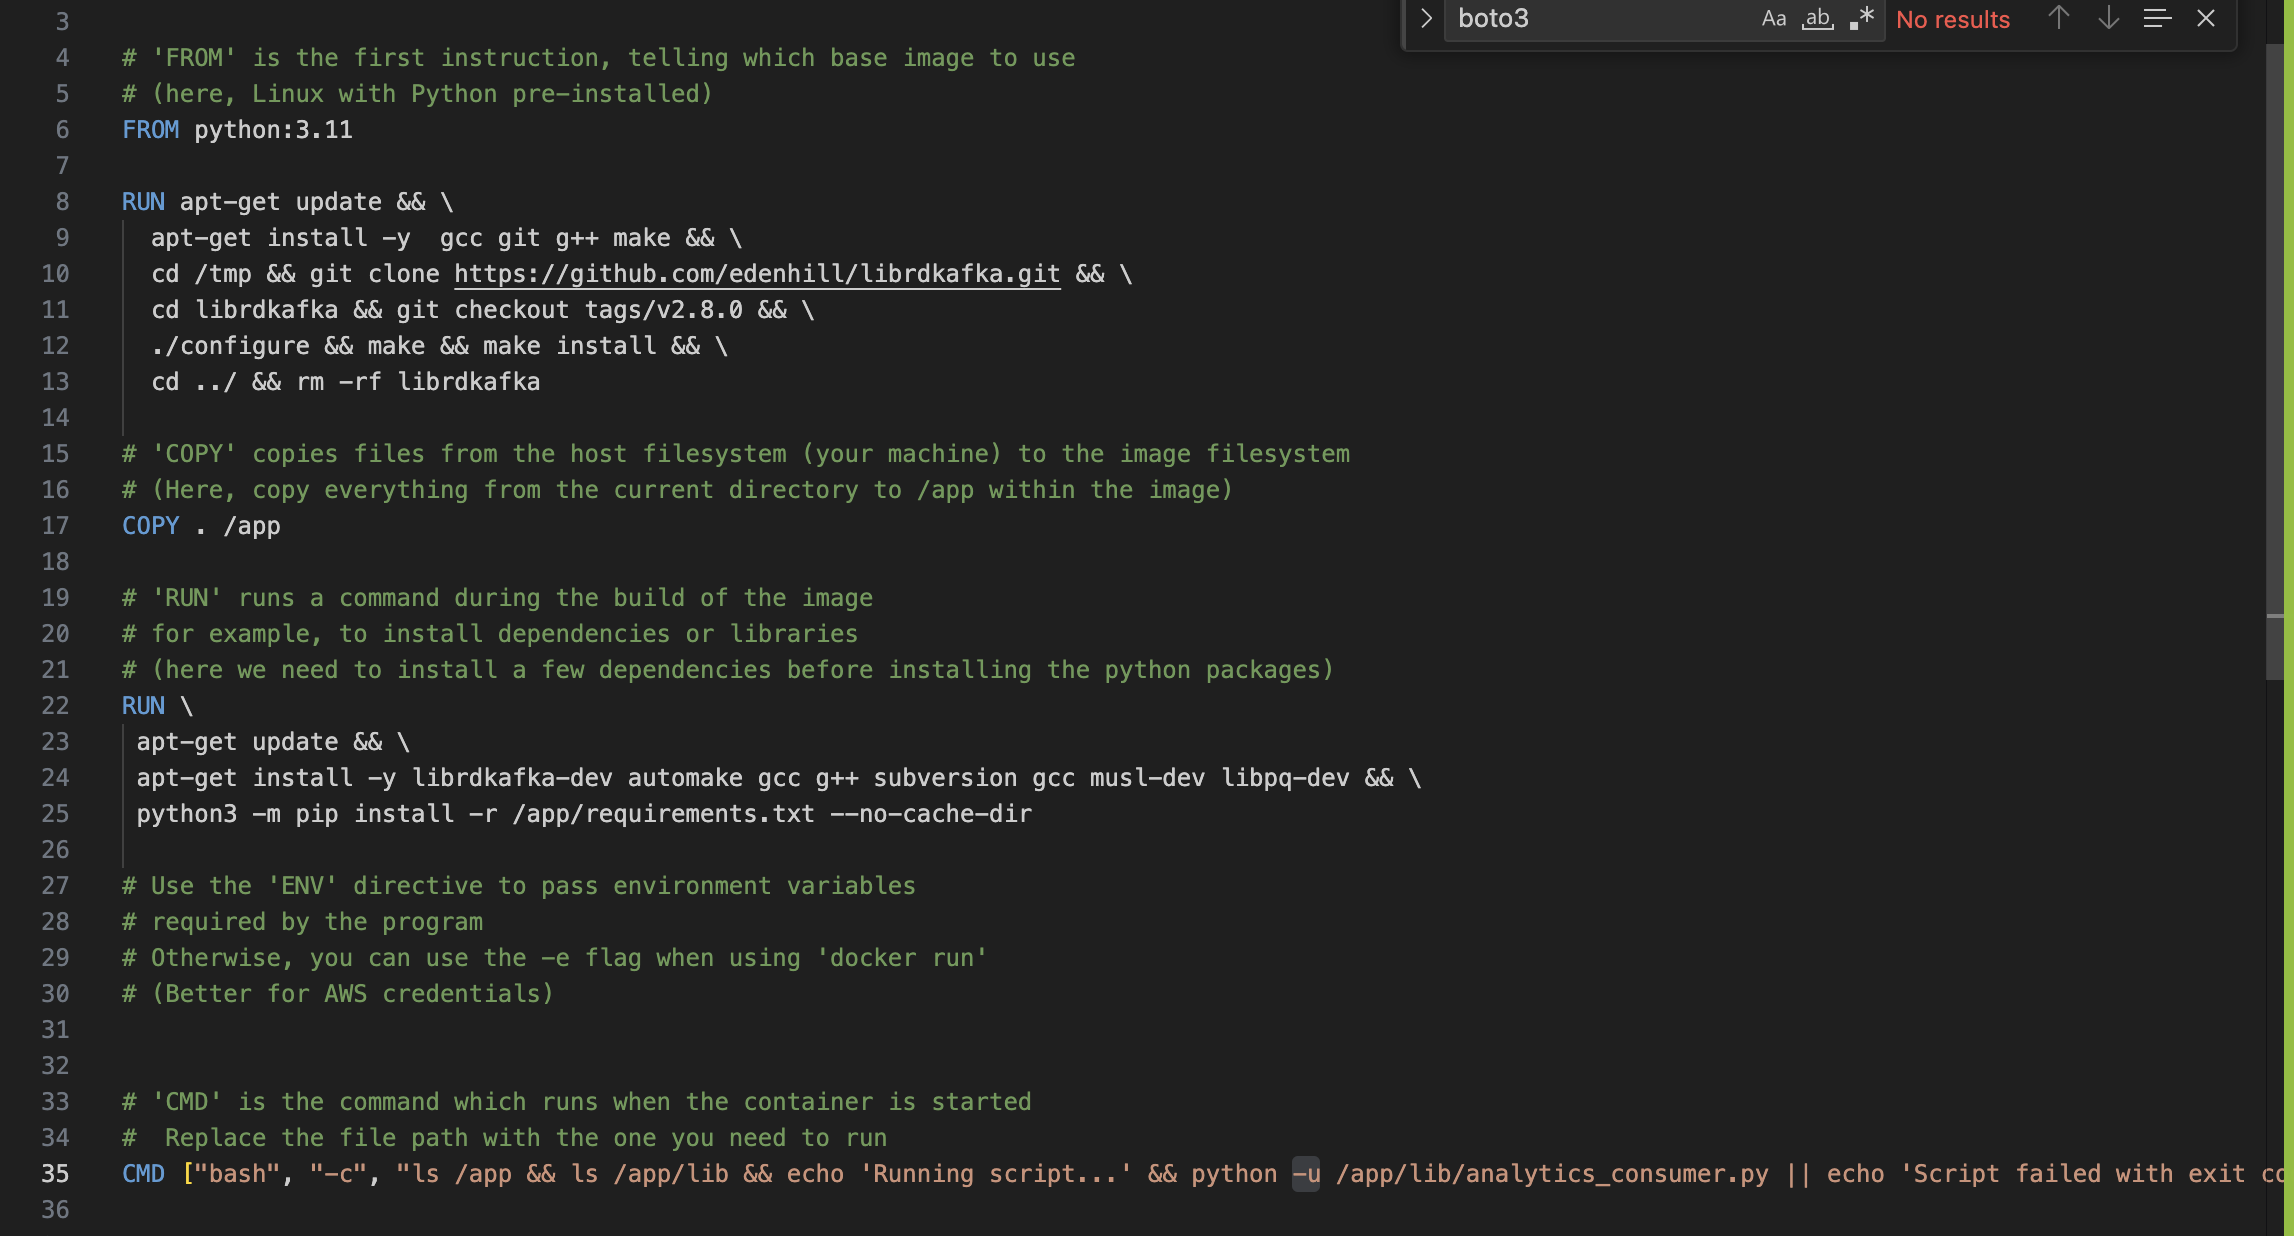 boto3 Aa ab .* No results
3
4 # 'FROM' is the first instruction, telling which base image to use
5 # (here, Linux with Python pre-installed)
6 FROM python:3.11
7
8 RUN apt-get update && \
9 apt-get install -y  gcc git g++ make && \
10 cd /tmp && git clone https://github.com/edenhill/librdkafka.git && \
11 cd librdkafka && git checkout tags/v2.8.0 && \
12 ./configure && make && make install && \
13 cd ../ && rm -rf librdkafka
14
15 # 'COPY' copies files from the host filesystem (your machine) to the image filesystem
16 # (Here, copy everything from the current directory to /app within the image)
17 COPY . /app
18
19 # 'RUN' runs a command during the build of the image
20 # for example, to install dependencies or libraries
21 # (here we need to install a few dependencies before installing the python packages)
22 RUN \
23 apt-get update && \
24 apt-get install -y librdkafka-dev automake gcc g++ subversion gcc musl-dev libpq-dev && \
25 python3 -m pip install -r /app/requirements.txt --no-cache-dir
26
27 # Use the 'ENV' directive to pass environment variables
28 # required by the program
29 # Otherwise, you can use the -e flag when using 'docker run'
30 # (Better for AWS credentials)
31
32
33 # 'CMD' is the command which runs when the container is started
34 #  Replace the file path with the one you need to run
35 CMD ["bash", "-c", "ls /app && ls /app/lib && echo 'Running script...' && python -u /app/lib/analytics_consumer.py || echo 'Script failed with exit co
36